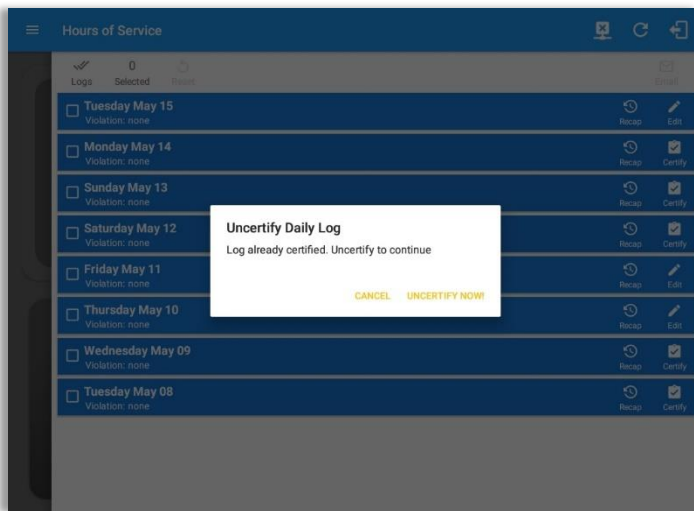 Hours of Service
Logs
0
Selected
Reset
Email
Tuesday May 15
Violation: none
Recap
Edit
Monday May 14
Violation: none
Recap
Certify
Sunday May 13
Violation: none
Recap
Certify
Saturday May 12
Violation: none
Recap
Certify
Friday May 11
Violation: none
Recap
Edit
Thursday May 10
Violation: none
Recap
Edit
Wednesday May 09
Violation: none
Recap
Certify
Tuesday May 08
Violation: none
Recap
Certify
Uncertify Daily Log
Log already certified. Uncertify to continue
CANCEL
UNCERTIFY NOW!